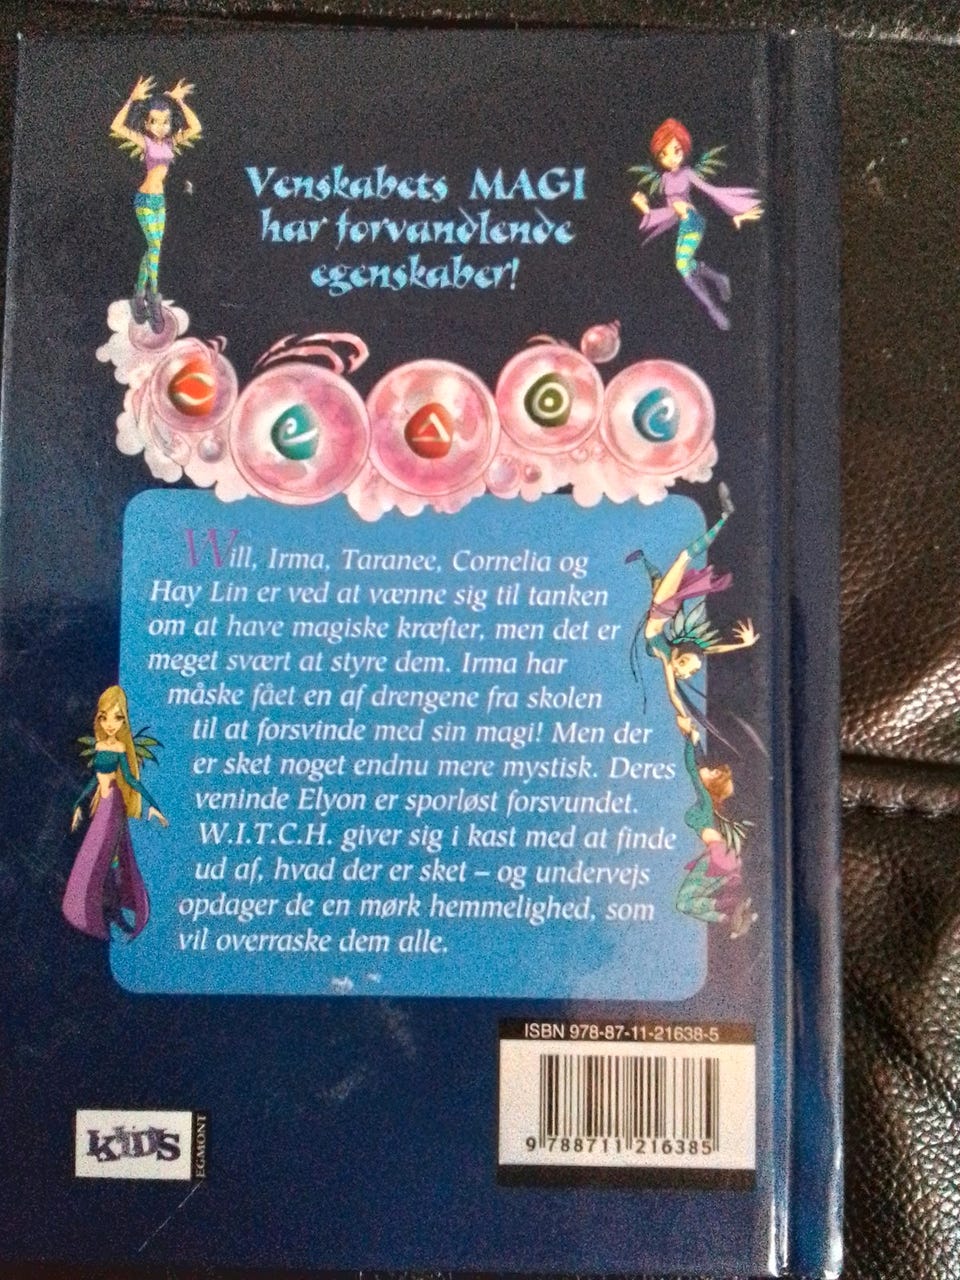 Venskabets MAGI
har forvandlende
egenskaber!
Will, Irma, Taranee, Cornelia og
Hay Lin er ved at vænne sig til tanken
om at have magiske kræfter, men det er
meget svært at styre dem. Irma har
måske fået en af drengene fra skolen
til at forsvinde med sin magi! Men der
er sket noget endnu mere mystisk. Deres
veninde Elyon er sporløst forsvundet.
W.I.T.C.H. giver sig i kast med at finde
ud af, hvad der er sket – og undervejs
opdager de en mørk hemmelighed, som
vil overraske dem alle.
ISBN 978-87-11-21638-5
9 788711 216385
KIDS
EGMONT